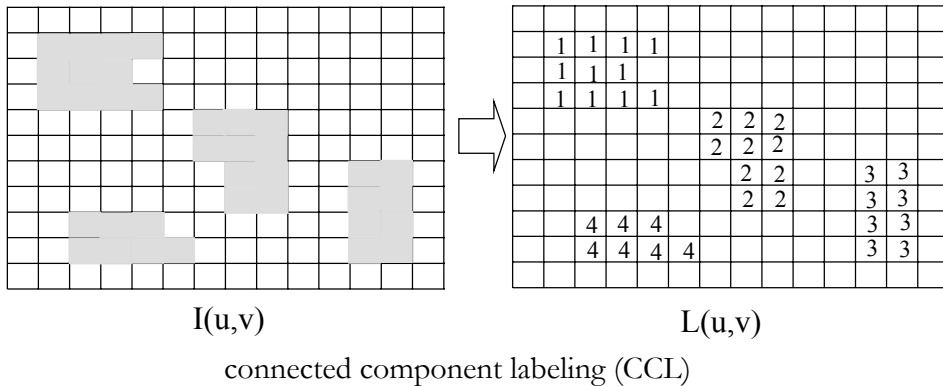 1 1 1 1
1 1 1
1 1 1 1
2 2 2
2 2 2
2 2 3 3
2 2 3 3
4 4 4 3 3
4 4 4 4 3 3
I(u,v) L(u,v)
connected component labeling (CCL)